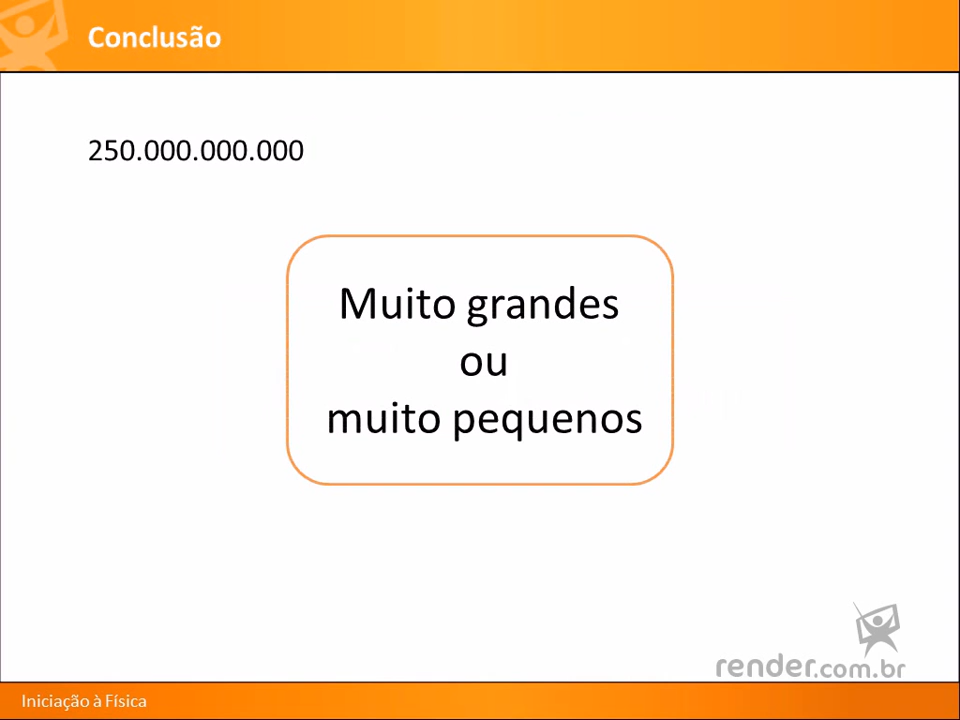 Conclusão
250.000.000.000
Muito grandes
ou
muito pequenos
render.com.br
Iniciação à Física